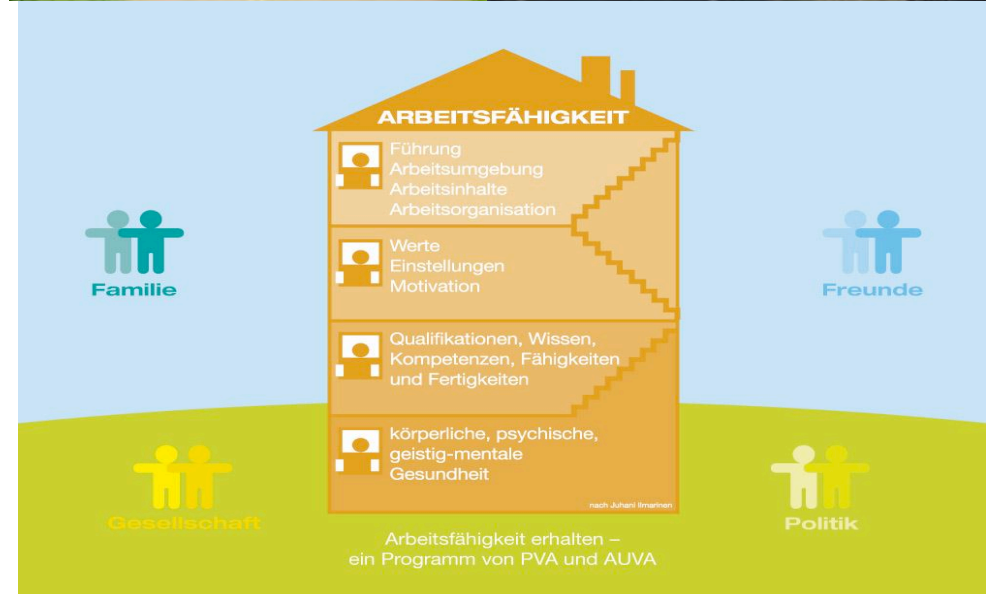 ARBEITSFÄHIGKEIT
Führung
Arbeitsumgebung
Arbeitsinhalte
Arbeitsorganisation
Werte
Einstellungen
Motivation
Qualifikationen, Wissen,
Kompetenzen, Fähigkeiten
und Fertigkeiten
körperliche, psychische,
geistig-mentale
Gesundheit
nach Juhani Ilmarinen
Familie
Freunde
Gesellschaft
Politik
Arbeitsfähigkeit erhalten –
ein Programm von PVA und AUVA